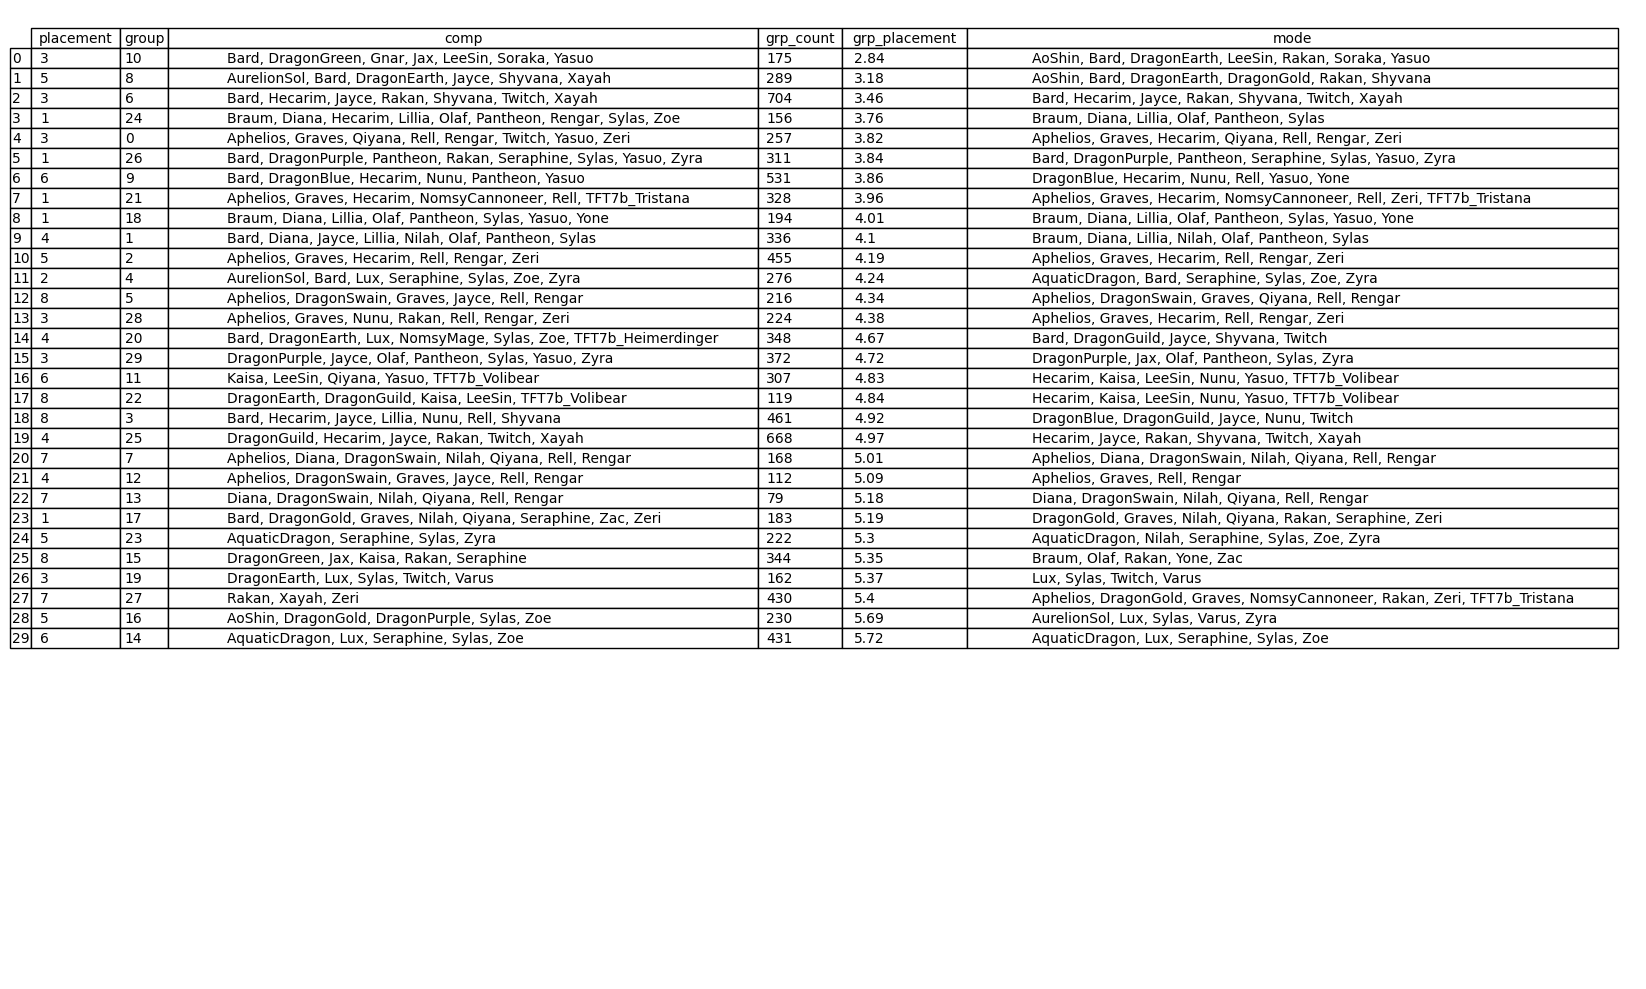 placement group comp grp_count grp_placement mode
0 3 10 Bard, DragonGreen, Gnar, Jax, LeeSin, Soraka, Yasuo 175 2.84 AoShin, Bard, DragonEarth, LeeSin, Rakan, Soraka, Yasuo
1 5 8 AurelionSol, Bard, DragonEarth, Jayce, Shyvana, Xayah 289 3.18 AoShin, Bard, DragonEarth, DragonGold, Rakan, Shyvana
2 3 6 Bard, Hecarim, Jayce, Rakan, Shyvana, Twitch, Xayah 704 3.46 Bard, Hecarim, Jayce, Rakan, Shyvana, Twitch, Xayah
3 1 24 Braum, Diana, Hecarim, Lillia, Olaf, Pantheon, Rengar, Sylas, Zoe 156 3.76 Braum, Diana, Lillia, Olaf, Pantheon, Sylas
4 3 0 Aphelios, Graves, Qiyana, Rell, Rengar, Twitch, Yasuo, Zeri 257 3.82 Aphelios, Graves, Hecarim, Qiyana, Rell, Rengar, Zeri
5 1 26 Bard, DragonPurple, Pantheon, Rakan, Seraphine, Sylas, Yasuo, Zyra 311 3.84 Bard, DragonPurple, Pantheon, Seraphine, Sylas, Yasuo, Zyra
6 6 9 Bard, DragonBlue, Hecarim, Nunu, Pantheon, Yasuo 531 3.86 DragonBlue, Hecarim, Nunu, Rell, Yasuo, Yone
7 1 21 Aphelios, Graves, Hecarim, NomsyCannoneer, Rell, TFT7b_Tristana 328 3.96 Aphelios, Graves, Hecarim, NomsyCannoneer, Rell, Zeri, TFT7b_Tristana
8 1 18 Braum, Diana, Lillia, Olaf, Pantheon, Sylas, Yasuo, Yone 194 4.01 Braum, Diana, Lillia, Olaf, Pantheon, Sylas, Yasuo, Yone
9 4 1 Bard, Diana, Jayce, Lillia, Nilah, Olaf, Pantheon, Sylas 336 4.1 Braum, Diana, Lillia, Nilah, Olaf, Pantheon, Sylas
10 5 2 Aphelios, Graves, Hecarim, Rell, Rengar, Zeri 455 4.19 Aphelios, Graves, Hecarim, Rell, Rengar, Zeri
11 2 4 AurelionSol, Bard, Lux, Seraphine, Sylas, Zoe, Zyra 276 4.24 AquaticDragon, Bard, Seraphine, Sylas, Zoe, Zyra
12 8 5 Aphelios, DragonSwain, Graves, Jayce, Rell, Rengar 216 4.34 Aphelios, DragonSwain, Graves, Qiyana, Rell, Rengar
13 3 28 Aphelios, Graves, Nunu, Rakan, Rell, Rengar, Zeri 224 4.38 Aphelios, Graves, Hecarim, Rell, Rengar, Zeri
14 4 20 Bard, DragonEarth, Lux, NomsyMage, Sylas, Zoe, TFT7b_Heimerdinger 348 4.67 Bard, DragonGuild, Jayce, Shyvana, Twitch
15 3 29 DragonPurple, Jayce, Olaf, Pantheon, Sylas, Yasuo, Zyra 372 4.72 DragonPurple, Jax, Olaf, Pantheon, Sylas, Zyra
16 6 11 Kaisa, LeeSin, Qiyana, Yasuo, TFT7b_Volibear 307 4.83 Hecarim, Kaisa, LeeSin, Nunu, Yasuo, TFT7b_Volibear
17 8 22 DragonEarth, DragonGuild, Kaisa, LeeSin, TFT7b_Volibear 119 4.84 Hecarim, Kaisa, LeeSin, Nunu, Yasuo, TFT7b_Volibear
18 8 3 Bard, Hecarim, Jayce, Lillia, Nunu, Rell, Shyvana 461 4.92 DragonBlue, DragonGuild, Jayce, Nunu, Twitch
19 4 25 DragonGuild, Hecarim, Jayce, Rakan, Twitch, Xayah 668 4.97 Hecarim, Jayce, Rakan, Shyvana, Twitch, Xayah
20 7 7 Aphelios, Diana, DragonSwain, Nilah, Qiyana, Rell, Rengar 168 5.01 Aphelios, Diana, DragonSwain, Nilah, Qiyana, Rell, Rengar
21 4 12 Aphelios, DragonSwain, Graves, Jayce, Rell, Rengar 112 5.09 Aphelios, Graves, Rell, Rengar
22 7 13 Diana, DragonSwain, Nilah, Qiyana, Rell, Rengar 79 5.18 Diana, DragonSwain, Nilah, Qiyana, Rell, Rengar
23 1 17 Bard, DragonGold, Graves, Nilah, Qiyana, Seraphine, Zac, Zeri 183 5.19 DragonGold, Graves, Nilah, Qiyana, Rakan, Seraphine, Zeri
24 5 23 AquaticDragon, Seraphine, Sylas, Zyra 222 5.3 AquaticDragon, Nilah, Seraphine, Sylas, Zoe, Zyra
25 8 15 DragonGreen, Jax, Kaisa, Rakan, Seraphine 344 5.35 Braum, Olaf, Rakan, Yone, Zac
26 3 19 DragonEarth, Lux, Sylas, Twitch, Varus 162 5.37 Lux, Sylas, Twitch, Varus
27 7 27 Rakan, Xayah, Zeri 430 5.4 Aphelios, DragonGold, Graves, NomsyCannoneer, Rakan, Zeri, TFT7b_Tristana
28 5 16 AoShin, DragonGold, DragonPurple, Sylas, Zoe 230 5.69 AurelionSol, Lux, Sylas, Varus, Zyra
29 6 14 AquaticDragon, Lux, Seraphine, Sylas, Zoe 431 5.72 AquaticDragon, Lux, Seraphine, Sylas, Zoe